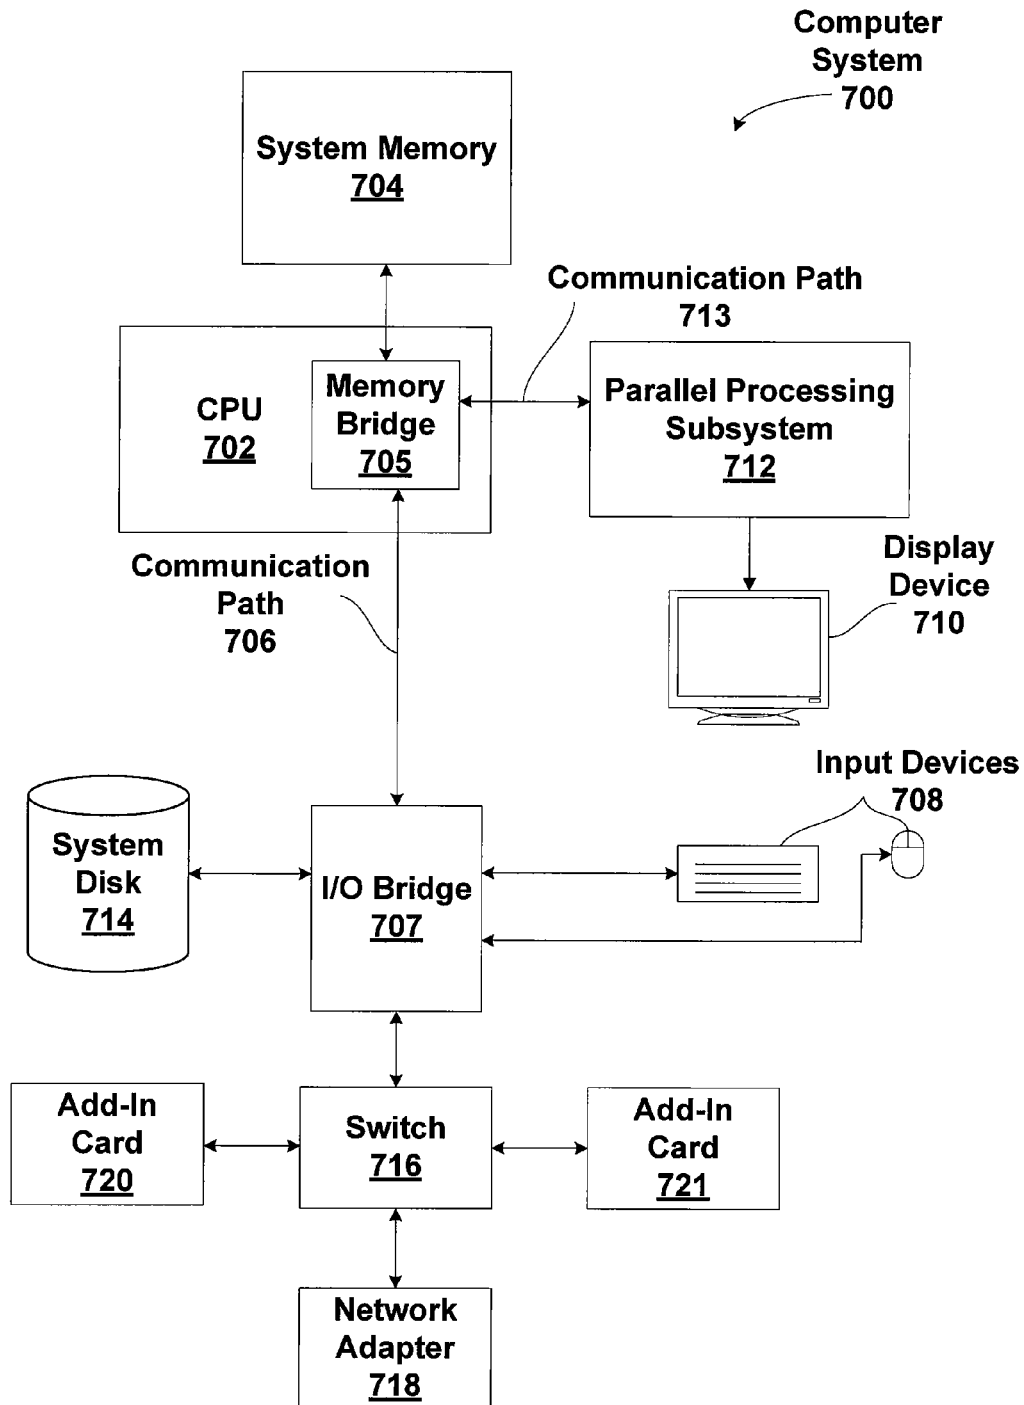 Computer
System
700
System Memory
704
Communication Path
713
CPU
702
Memory
Bridge
705
Parallel Processing
Subsystem
712
Communication
Path
706
Display
Device
710
Input Devices
708
System
Disk
714
I/O Bridge
707
Add-In
Card
720
Switch
716
Add-In
Card
721
Network
Adapter
718